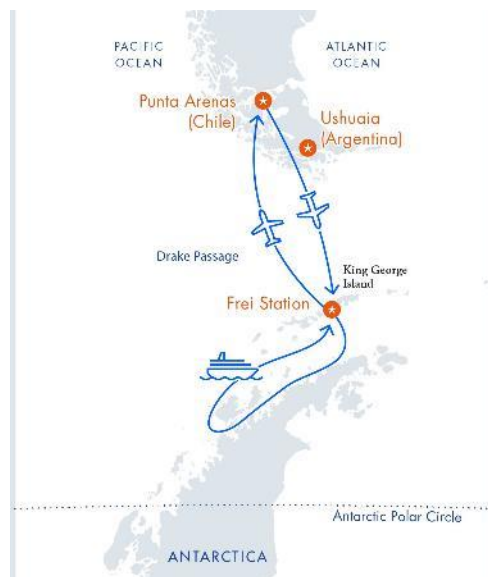 PACIFIC
OCEAN
ATLANTIC
OCEAN
Punta Arenas
(Chile)
Ushuaia
(Argentina)
Drake Passage
King George
Island
Frei Station
Antarctic Polar Circle
ANTARCTICA